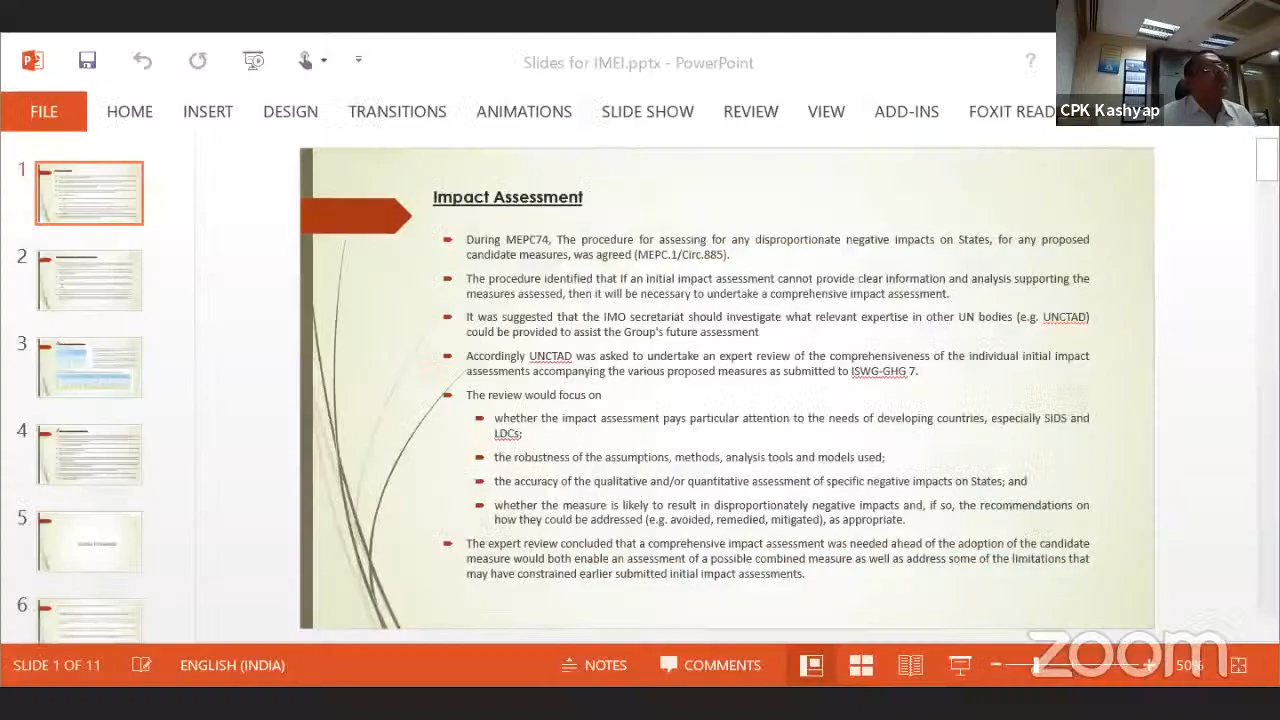 Slides for IMEI.pptx - PowerPoint
?
CPK Kashyap
FILE HOME INSERT DESIGN TRANSITIONS ANIMATIONS SLIDE SHOW REVIEW VIEW ADD-INS FOXIT READ
1
2
3
4
5
6
Impact Assessment
During MEPC74, The procedure for assessing for any disproportionate negative impacts on States, for any proposed
candidate measures, was agreed (MEPC.1/Circ.885).
The procedure identified that if an initial impact assessment cannot provide clear information and analysis supporting the
measures assessed, then it will be necessary to undertake a comprehensive impact assessment.
It was suggested that the IMO secretariat should investigate what relevant expertise in other UN bodies (e.g. UNCTAD)
could be provided to assist the Group's future assessment
Accordingly UNCTAD was asked to undertake an expert review of the comprehensiveness of the individual initial impact
assessments accompanying the various proposed measures as submitted to ISWG-GHG 7.
The review would focus on
whether the impact assessment pays particular attention to the needs of developing countries, especially SIDS and
LDCs;
the robustness of the assumptions, methods, analysis tools and models used;
the accuracy of the qualitative and/or quantitative assessment of specific negative impacts on States; and
whether the measure is likely to result in disproportionately negative impacts and, if so, the recommendations on
how they could be addressed (e.g. avoided, remedied, mitigated), as appropriate.
The expert review concluded that a comprehensive impact assessment was needed ahead of the adoption of the candidate
measure would both enable an assessment of a possible combined measure as well as address some of the limitations that
may have constrained earlier submitted initial impact assessments.
SLIDE 1 OF 11 ENGLISH (INDIA) NOTES COMMENTS 50%
zoom